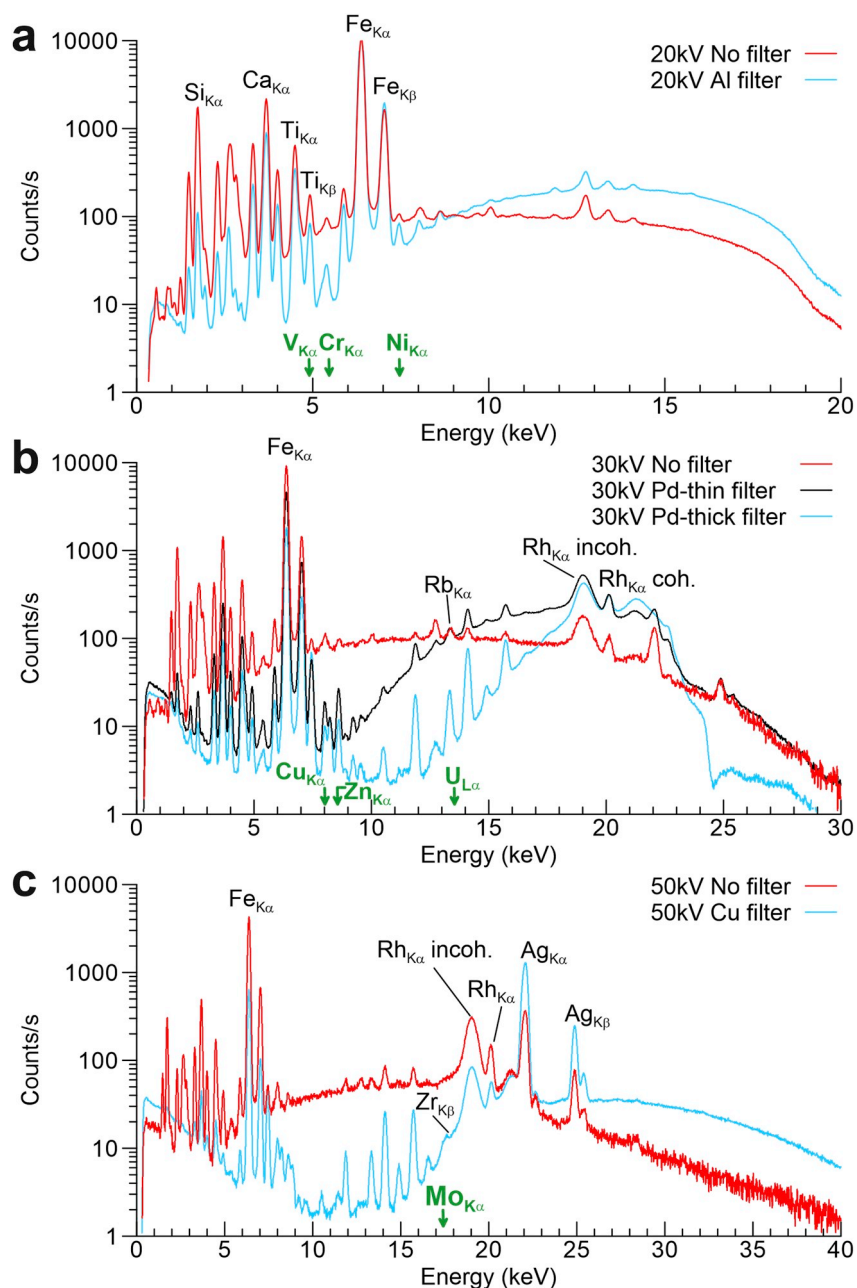 a
20kV No filter
20kV Al filter
Counts/s
10000
1000
100
10
1
Si Kα
Ca Kα
Ti Kα
Ti Kβ
Fe Kα
Fe Kβ
V Kα
Cr Kα
Ni Kα
0 5 10 15 20
Energy (keV)
b
30kV No filter
30kV Pd-thin filter
30kV Pd-thick filter
Counts/s
10000
1000
100
10
1
Fe Kα
Rb Kα
Rh Kα incoh.
Rh Kα coh.
Cu Kα
Zn Kα
U Lα
0 5 10 15 20 25 30
Energy (keV)
c
50kV No filter
50kV Cu filter
Counts/s
10000
1000
100
10
1
Fe Kα
Rh Kα incoh.
Rh Kα
Ag Kα
Ag Kβ
Zr Kβ
Mo Kα
0 5 10 15 20 25 30 35 40
Energy (keV)